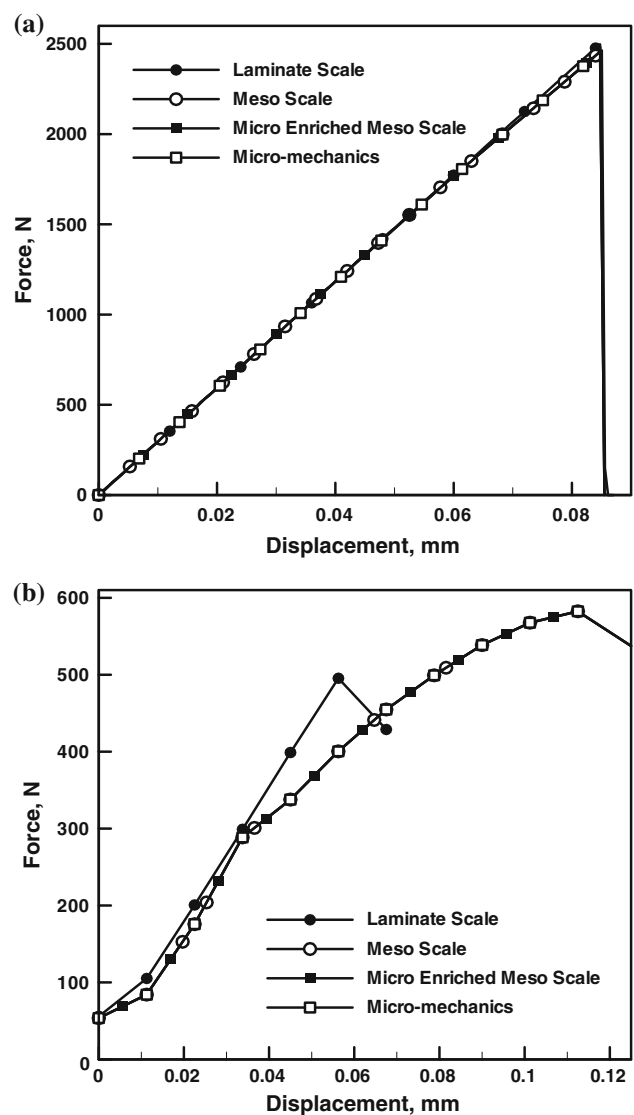 (a)
2500
2000
1500
1000
500
0
Force, N
Laminate Scale
Meso Scale
Micro Enriched Meso Scale
Micro-mechanics
0 0.02 0.04 0.06 0.08
Displacement, mm
(b)
600
500
400
300
200
100
0
Force, N
Laminate Scale
Meso Scale
Micro Enriched Meso Scale
Micro-mechanics
0 0.02 0.04 0.06 0.08 0.1 0.12
Displacement, mm